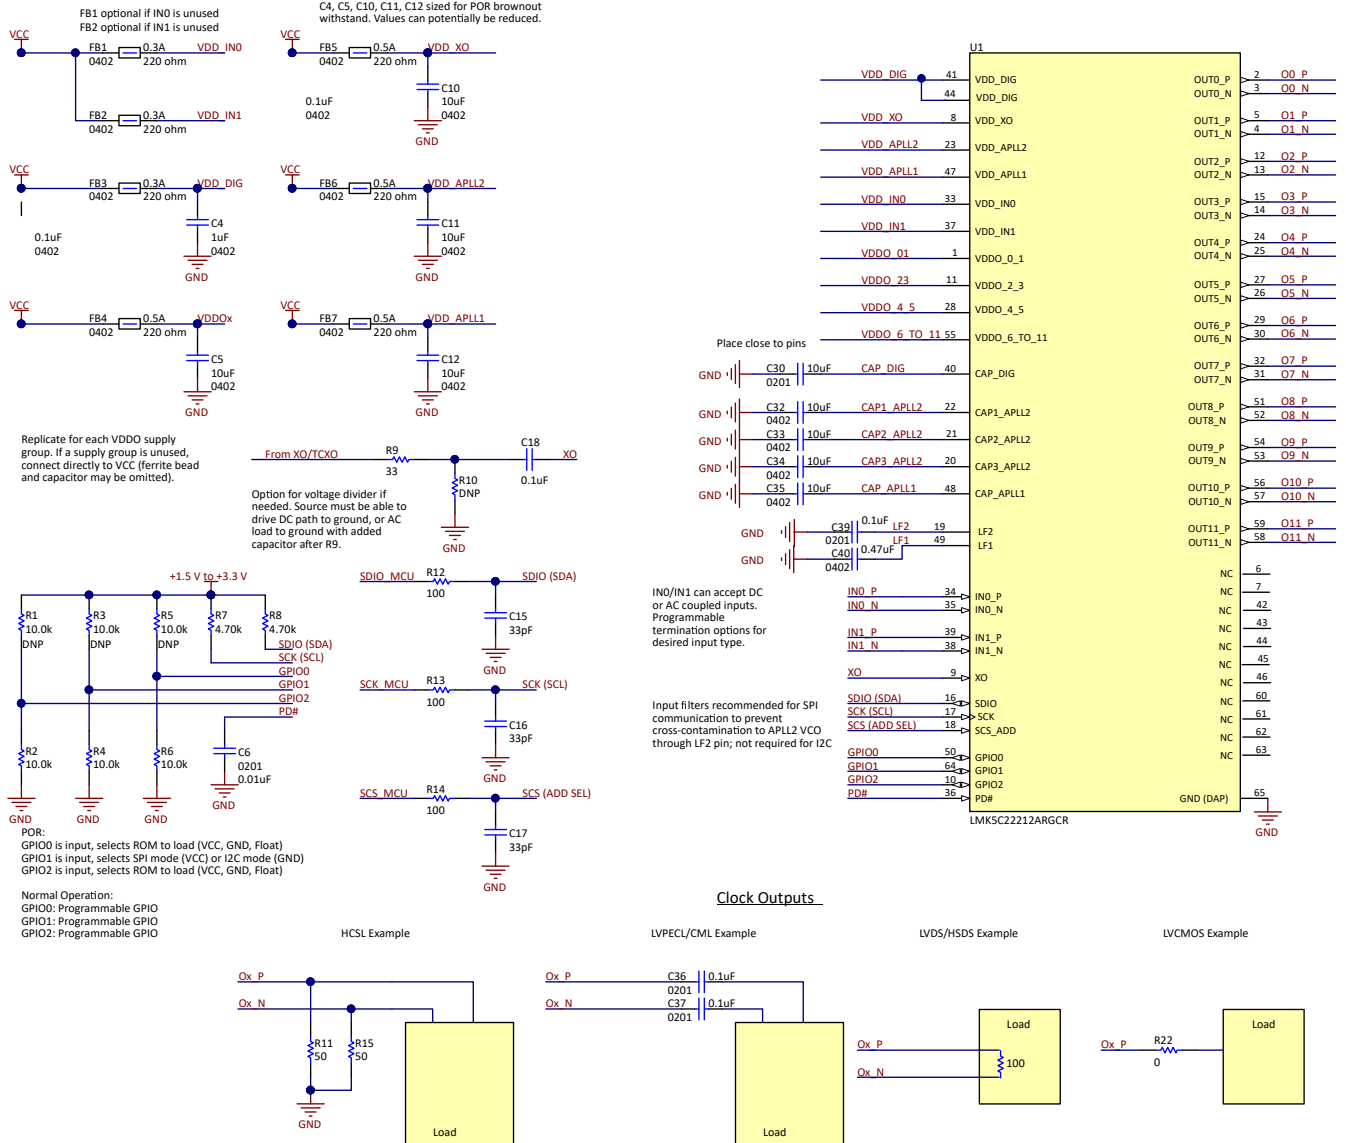 FB1 optional if IN0 is unused
FB2 optional if IN1 is unused
VCC
FB1
0402
0.3A
220 ohm
VDD_IN0
FB2
0402
0.3A
220 ohm
VDD_IN1
C4, C5, C10, C11, C12 sized for POR brownout
withstand. Values can potentially be reduced.
VCC
FB5
0402
0.5A
220 ohm
VDD_XO
0.1uF
0402
C10
10uF
0402
GND
VCC
FB3
0402
0.3A
220 ohm
VDD_DIG
0.1uF
0402
C4
1uF
0402
GND
VCC
FB6
0402
0.5A
220 ohm
VDD_APLL2
C11
10uF
0402
GND
VCC
FB4
0402
0.5A
220 ohm
VDDOx
C5
10uF
0402
GND
VCC
FB7
0402
0.5A
220 ohm
VDD_APLL1
C12
10uF
0402
GND
Replicate for each VDDO supply
group. If a supply group is unused,
connect directly to VCC (ferrite bead
and capacitor may be omitted).
From XO/TCXO
R9
33
R10
DNP
GND
C18
0.1uF
XO
Option for voltage divider if
needed. Source must be able to
drive DC path to ground, or AC
load to ground with added
capacitor after R9.
+1.5 V to +3.3 V
R1
10.0k
DNP
R3
10.0k
DNP
R5
10.0k
DNP
R7
4.70k
R8
4.70k
SDIO (SDA)
SCK (SCL)
GPIO0
GPIO1
GPIO2
PD#
R2
10.0k
R4
10.0k
R6
10.0k
C6
0201
0.01uF
GND
GND
GND
GND
SDIO_MCU
R12
100
SDIO (SDA)
C15
33pF
GND
SCK_MCU
R13
100
SCK (SCL)
C16
33pF
GND
SCS_MCU
R14
100
SCS (ADD SEL)
C17
33pF
GND
POR:
GPIO0 is input, selects ROM to load (VCC, GND, Float)
GPIO1 is input, selects SPI mode (VCC) or I2C mode (GND)
GPIO2 is input, selects ROM to load (VCC, GND, Float)
Normal Operation:
GPIO0: Programmable GPIO
GPIO1: Programmable GPIO
GPIO2: Programmable GPIO
U1
VDD_DIG 41 VDD_DIG
44 VDD_DIG
VDD_XO 8 VDD_XO
VDD_APLL2 23 VDD_APLL2
VDD_APLL1 47 VDD_APLL1
VDD_IN0 33 VDD_IN0
VDD_IN1 37 VDD_IN1
VDDO_01 1 VDDO_0_1
VDDO_23 11 VDDO_2_3
VDDO_4_5 28 VDDO_4_5
VDDO_6_TO_11 55 VDDO_6_TO_11
Place close to pins
GND C30 0201 10uF CAP_DIG 40 CAP_DIG
GND C32 0402 10uF CAP1_APLL2 22 CAP1_APLL2
GND C33 0402 10uF CAP2_APLL2 21 CAP2_APLL2
GND C34 0402 10uF CAP3_APLL2 20 CAP3_APLL2
GND C35 0402 10uF CAP_APLL1 48 CAP_APLL1
GND C39 0201 0.1uF LF2 19 LF2
GND C40 0402 0.47uF LF1 49 LF1
IN0/IN1 can accept DC
or AC coupled inputs.
Programmable
termination options for
desired input type.
IN0_P 34 IN0_P
IN0_N 35 IN0_N
IN1_P 39 IN1_P
IN1_N 38 IN1_N
XO 9 XO
Input filters recommended for SPI
communication to prevent
cross-contamination to APLL2 VCO
through LF2 pin; not required for I2C
SDIO (SDA) 16 SDIO
SCK (SCL) 17 SCK
SCS (ADD SEL) 18 SCS_ADD
GPIO0 50 GPIO0
GPIO1 64 GPIO1
GPIO2 10 GPIO2
PD# 36 PD#
OUT0_P 2 O0_P
OUT0_N 3 O0_N
OUT1_P 5 O1_P
OUT1_N 4 O1_N
OUT2_P 12 O2_P
OUT2_N 13 O2_N
OUT3_P 15 O3_P
OUT3_N 14 O3_N
OUT4_P 24 O4_P
OUT4_N 25 O4_N
OUT5_P 27 O5_P
OUT5_N 26 O5_N
OUT6_P 29 O6_P
OUT6_N 30 O6_N
OUT7_P 32 O7_P
OUT7_N 31 O7_N
OUT8_P 51 O8_P
OUT8_N 52 O8_N
OUT9_P 54 O9_P
OUT9_N 53 O9_N
OUT10_P 56 O10_P
OUT10_N 57 O10_N
OUT11_P 59 O11_P
OUT11_N 58 O11_N
NC 6
NC 7
NC 42
NC 43
NC 44
NC 45
NC 46
NC 60
NC 61
NC 62
NC 63
GND (DAP) 65
GND
LMK5C22212ARGCR
Clock Outputs
HCSL Example
Ox_P
Ox_N
R11
50
R15
50
GND
Load
LVPECL/CML Example
Ox_P
Ox_N
C36
0201
0.1uF
C37
0201
0.1uF
Load
LVDS/HSDS Example
Ox_P
Ox_N
Load
100
LVCMOS Example
Ox_P
R22
0
Load